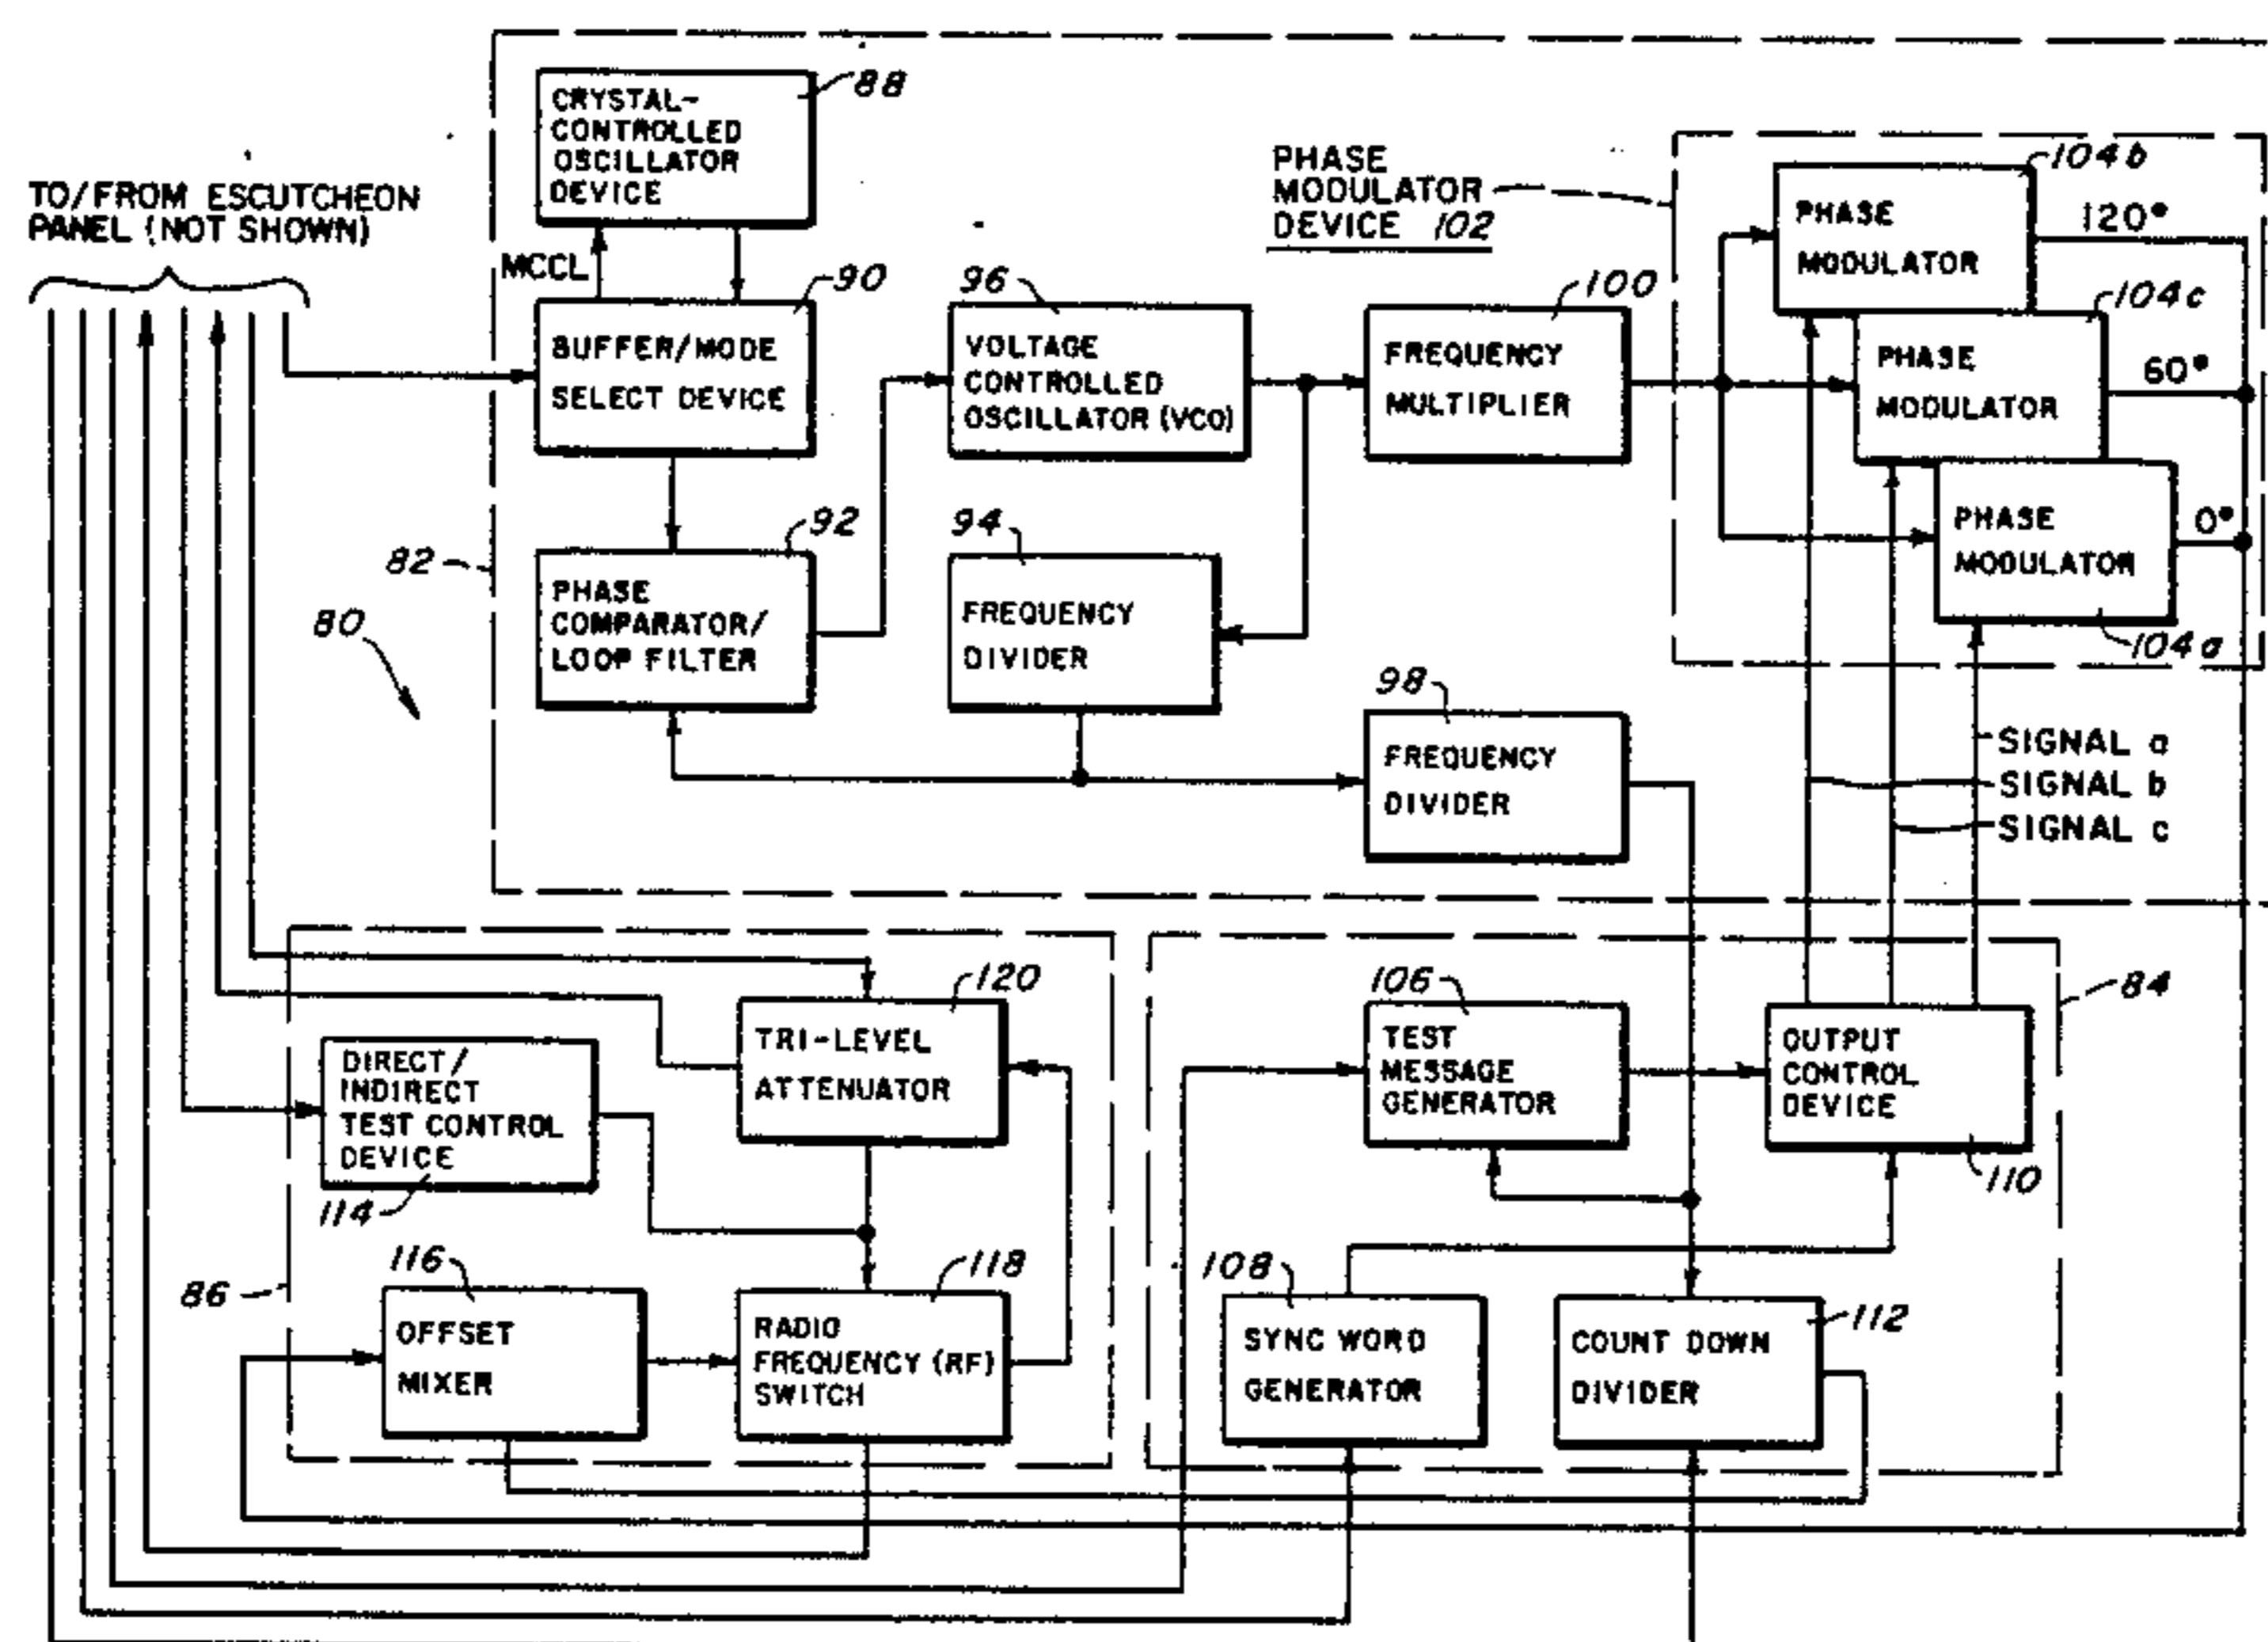 TO/FROM ESCUTCHEON
PANEL (NOT SHOWN)
CRYSTAL-
CONTROLLED
OSCILLATOR
DEVICE
88
MCCL
BUFFER/MODE
SELECT DEVICE
90
PHASE
COMPARATOR/
LOOP FILTER
92
82
80
VOLTAGE
CONTROLLED
OSCILLATOR (VCO)
96
FREQUENCY
DIVIDER
94
FREQUENCY
MULTIPLIER
100
FREQUENCY
DIVIDER
98
PHASE
MODULATOR
DEVICE 102
PHASE
MODULATOR
104b
120°
PHASE
MODULATOR
104c
60°
PHASE
MODULATOR
104a
0°
SIGNAL a
SIGNAL b
SIGNAL c
TRI-LEVEL
ATTENUATOR
120
DIRECT/
INDIRECT
TEST CONTROL
DEVICE
114
OFFSET
MIXER
116
86
RADIO
FREQUENCY (RF)
SWITCH
118
TEST
MESSAGE
GENERATOR
106
OUTPUT
CONTROL
DEVICE
110
84
SYNC WORD
GENERATOR
108
COUNT DOWN
DIVIDER
112